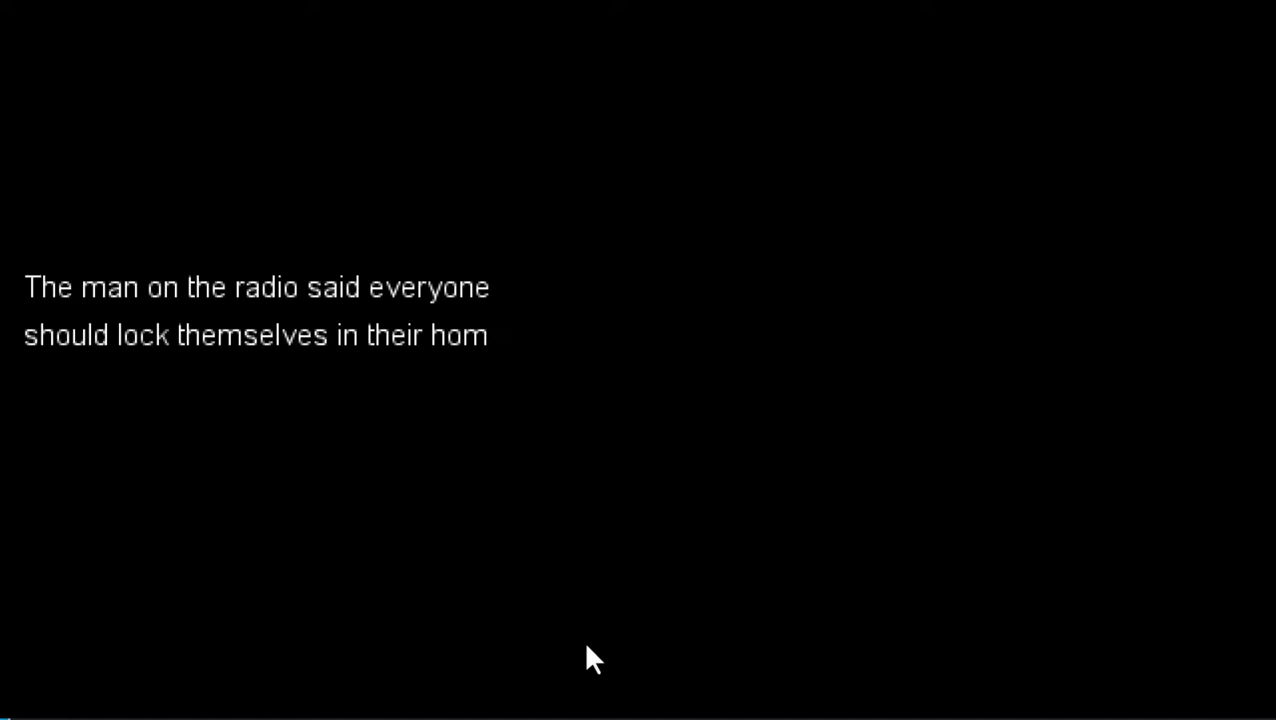 The man on the radio said everyone
should lock themselves in their hom